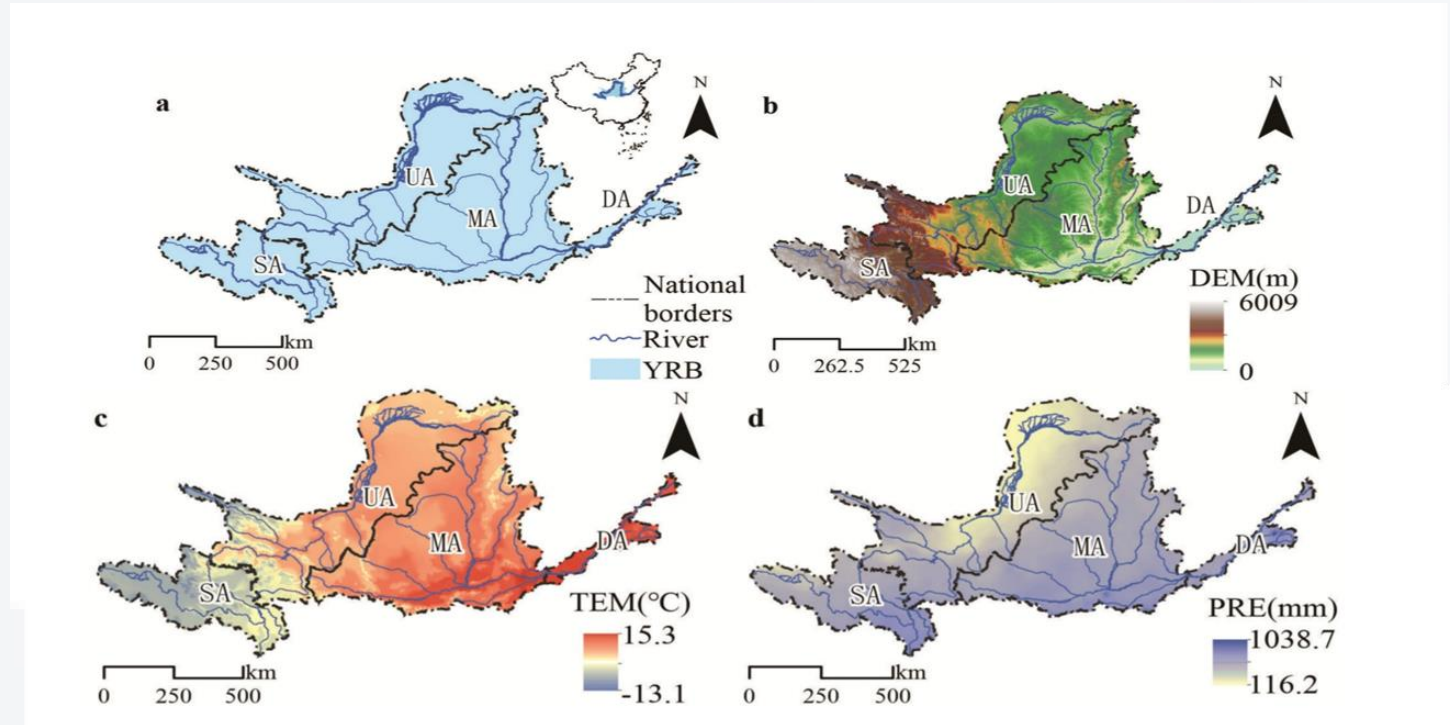 a
N
UA
MA
DA
SA
National
borders
River
YRB
km
0 250 500
b
N
UA
MA
DA
SA
DEM(m)
6009
0
km
0 262.5 525
c
N
UA
MA
DA
SA
TEM(℃)
15.3
-13.1
km
0 250 500
d
N
UA
MA
DA
SA
PRE(mm)
1038.7
116.2
km
0 250 500